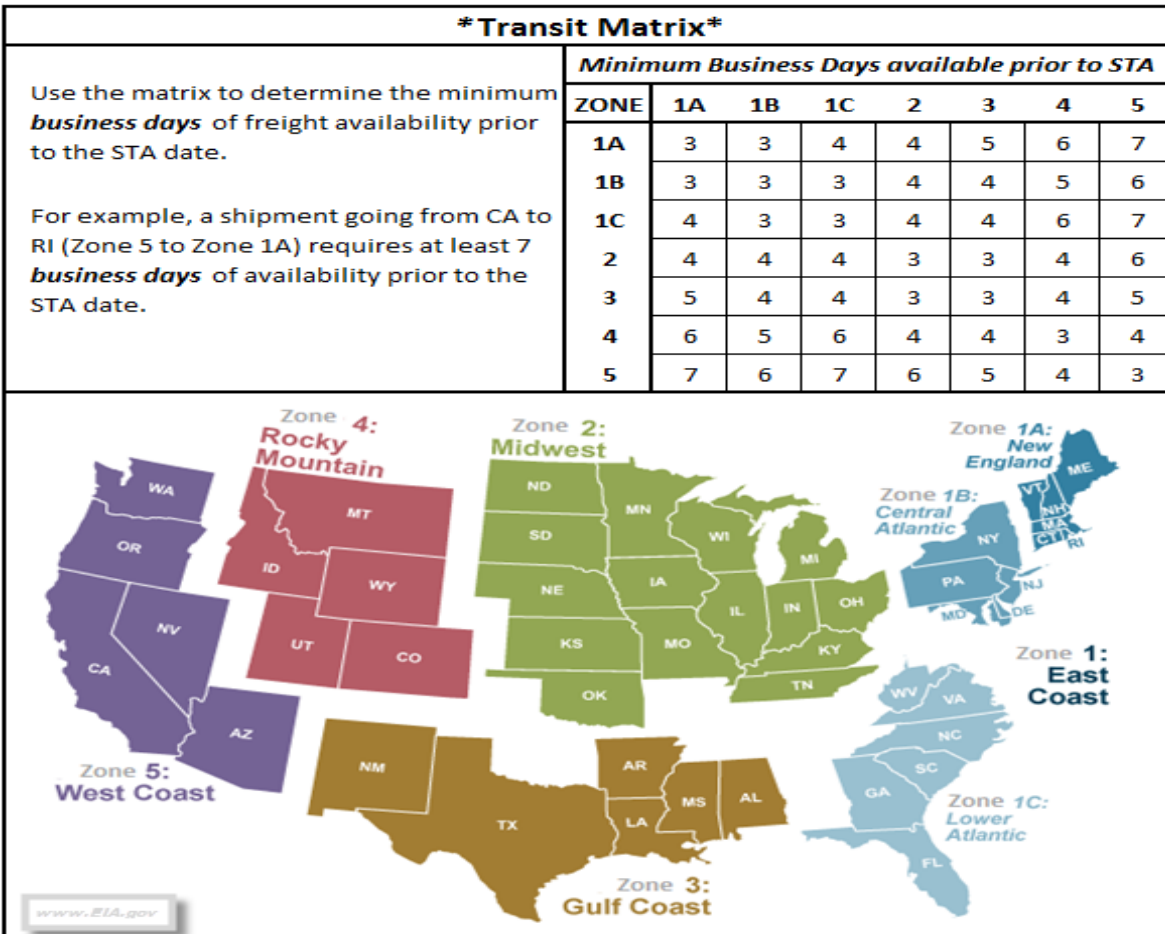 *Transit Matrix*
Use the matrix to determine the minimum
business days of freight availability prior
to the STA date.
For example, a shipment going from CA to
RI (Zone 5 to Zone 1A) requires at least 7
business days of availability prior to the
STA date.
Minimum Business Days available prior to STA
ZONE 1A 1B 1C 2 3 4 5
1A 3 3 4 4 5 6 7
1B 3 3 3 4 4 5 6
1C 4 3 3 4 4 6 7
2 4 4 4 3 3 4 6
3 5 4 4 3 3 4 5
4 6 5 6 4 4 3 4
5 7 6 7 6 5 4 3
Zone 4:
Rocky
Mountain
Zone 2:
Midwest
Zone 1A:
New
England
Zone 1B:
Central
Atlantic
Zone 1:
East
Coast
Zone 1C:
Lower
Atlantic
Zone 5:
West Coast
Zone 3:
Gulf Coast
WA
OR
CA
NV
AZ
MT
ID
WY
UT
CO
ND
SD
NE
KS
OK
MN
IA
MO
WI
IL
IN
MI
OH
KY
TN
NM
TX
AR
LA
MS
AL
ME
VT
NH
MA
CT
RI
NY
PA
NJ
MD
DE
WV
VA
NC
SC
GA
FL
www.EIA.gov